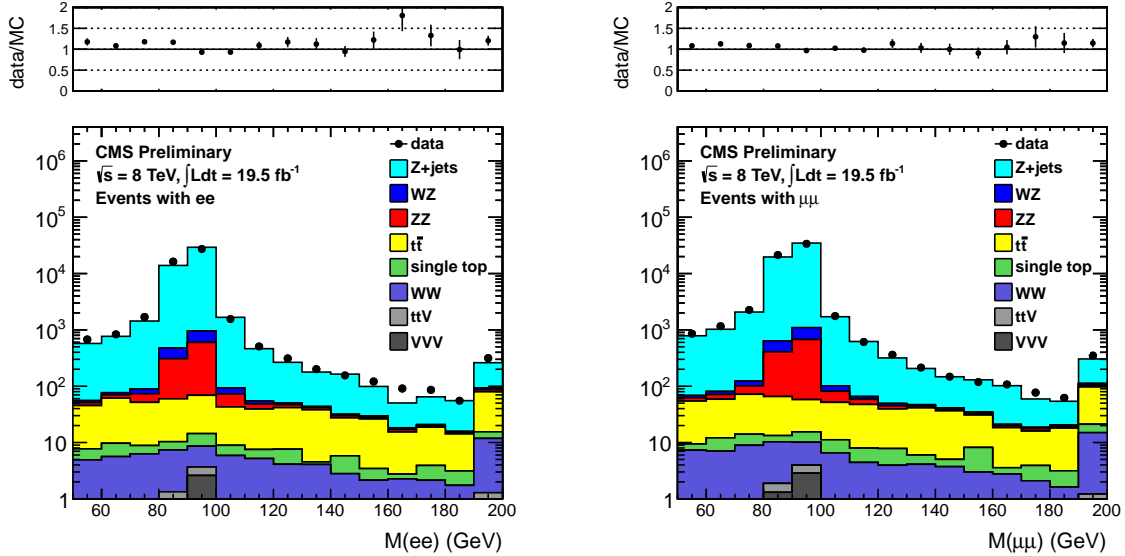 data/MC
2
1.5
1
0.5
0
CMS Preliminary
√s = 8 TeV, ∫Ldt = 19.5 fb⁻¹
Events with ee
data
Z+jets
WZ
ZZ
tt̄
single top
WW
ttV
VVV
10⁶
10⁵
10⁴
10³
10²
10
1
60 80 100 120 140 160 180 200
M(ee) (GeV)
data/MC
2
1.5
1
0.5
0
CMS Preliminary
√s = 8 TeV, ∫Ldt = 19.5 fb⁻¹
Events with μμ
data
Z+jets
WZ
ZZ
tt̄
single top
WW
ttV
VVV
10⁶
10⁵
10⁴
10³
10²
10
1
60 80 100 120 140 160 180 200
M(μμ) (GeV)